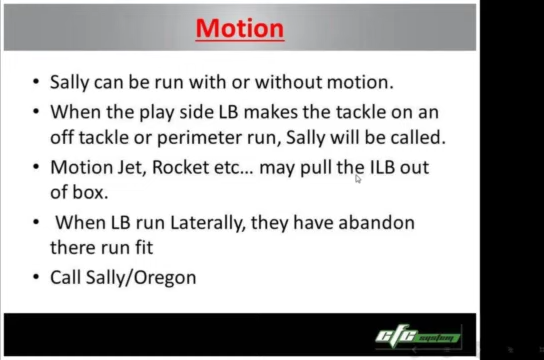 Motion
• Sally can be run with or without motion.
• When the play side LB makes the tackle on an
off tackle or perimeter run, Sally will be called.
• Motion Jet, Rocket etc... may pull the ILB out
of box.
• When LB run Laterally, they have abandon
there run fit
• Call Sally/Oregon
cfc